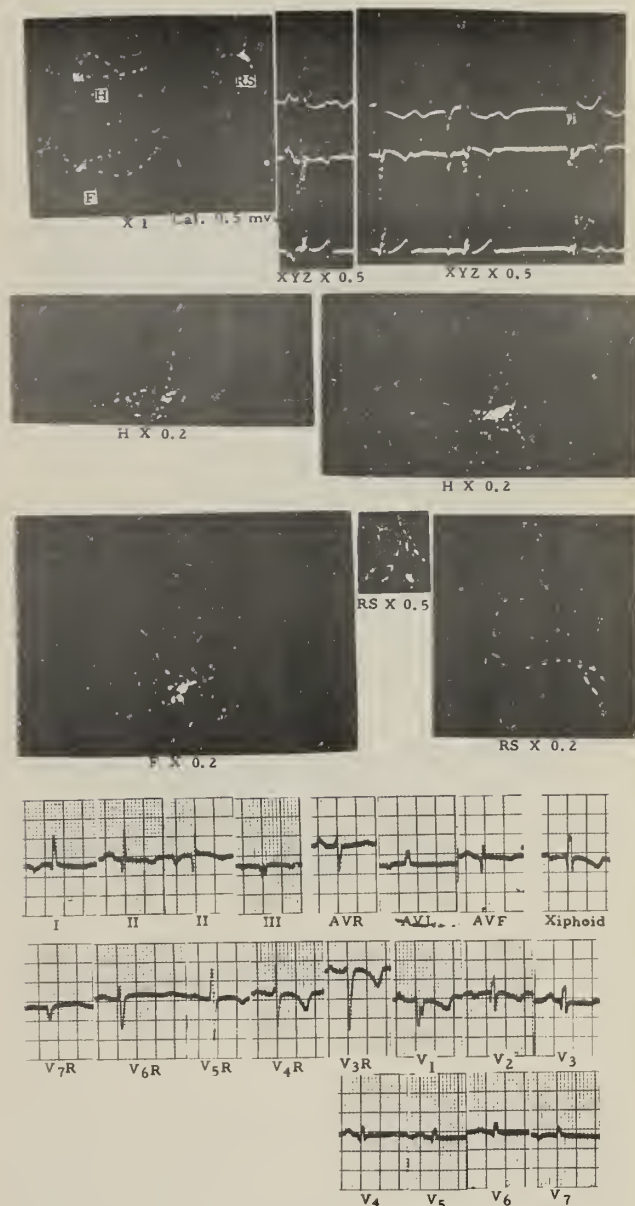 H
RS
F
X 1 Cal. 0.5 mv
XYZ X 0.5
XYZ X 0.5
H X 0.2
H X 0.2
RS X 0.5
F X 0.2
RS X 0.2
I II II III AVR AVL AVF Xiphoid
V7R V6R V5R V4R V3R V1 V2 V3
V4 V5 V6 V7